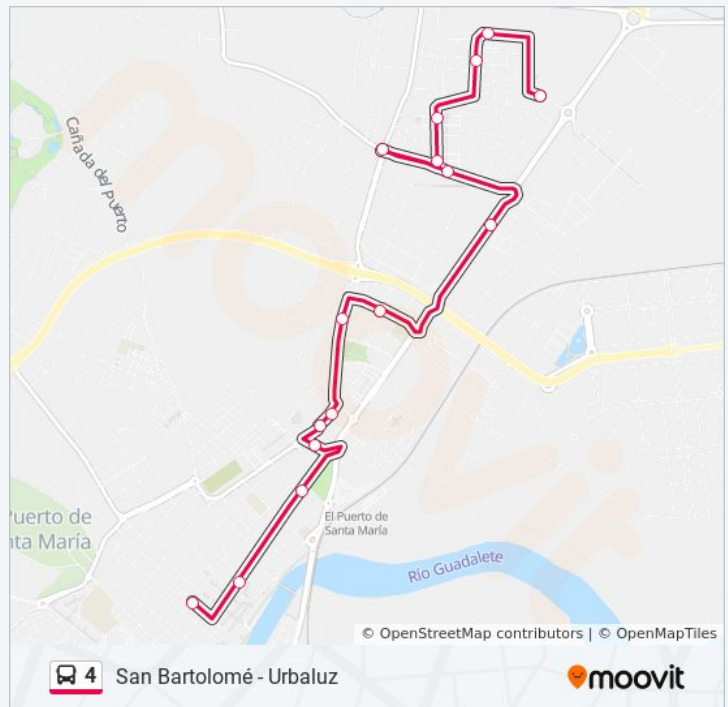 Cañada del Puerto
Puerto de
nta María
El Puerto de
Santa María
Río Guadalete
moovit
© OpenStreetMap contributors | © OpenMapTiles
4 San Bartolomé - Urbaluz
moovit